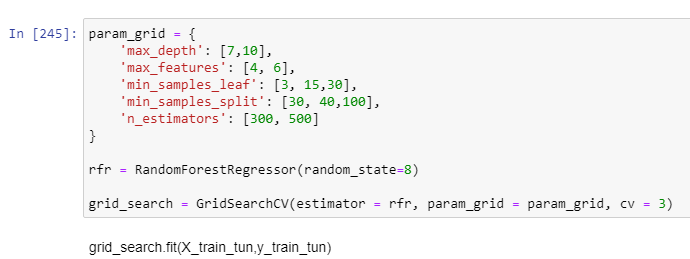 In [245]: param_grid = {
'max_depth': [7,10],
'max_features': [4, 6],
'min_samples_leaf': [3, 15,30],
'min_samples_split': [30, 40,100],
'n_estimators': [300, 500]
}
rfr = RandomForestRegressor(random_state=8)
grid_search = GridSearchCV(estimator = rfr, param_grid = param_grid, cv = 3)
grid_search.fit(X_train_tun,y_train_tun)